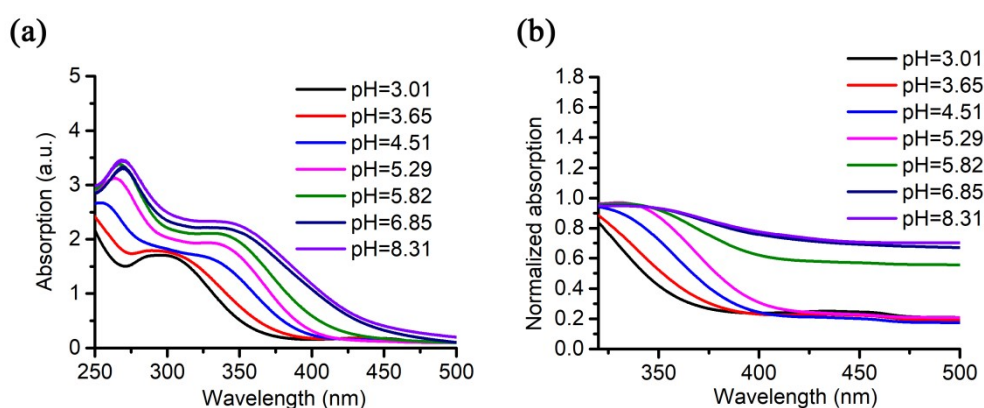 (a)
pH=3.01
pH=3.65
pH=4.51
pH=5.29
pH=5.82
pH=6.85
pH=8.31
Absorption (a.u.)
5
4
3
2
1
0
250 300 350 400 450 500
Wavelength (nm)
(b)
pH=3.01
pH=3.65
pH=4.51
pH=5.29
pH=5.82
pH=6.85
pH=8.31
Normalized absorption
1.8
1.6
1.4
1.2
1.0
0.8
0.6
0.4
0.2
0.0
350 400 450 500
Wavelength (nm)